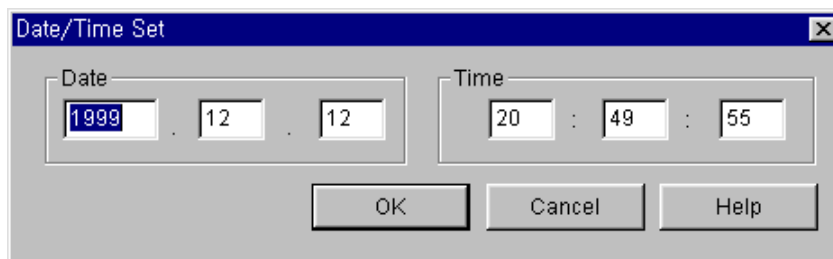 Date/Time Set
Date
Time
1999 . 12 . 12
20 : 49 : 55
OK Cancel Help